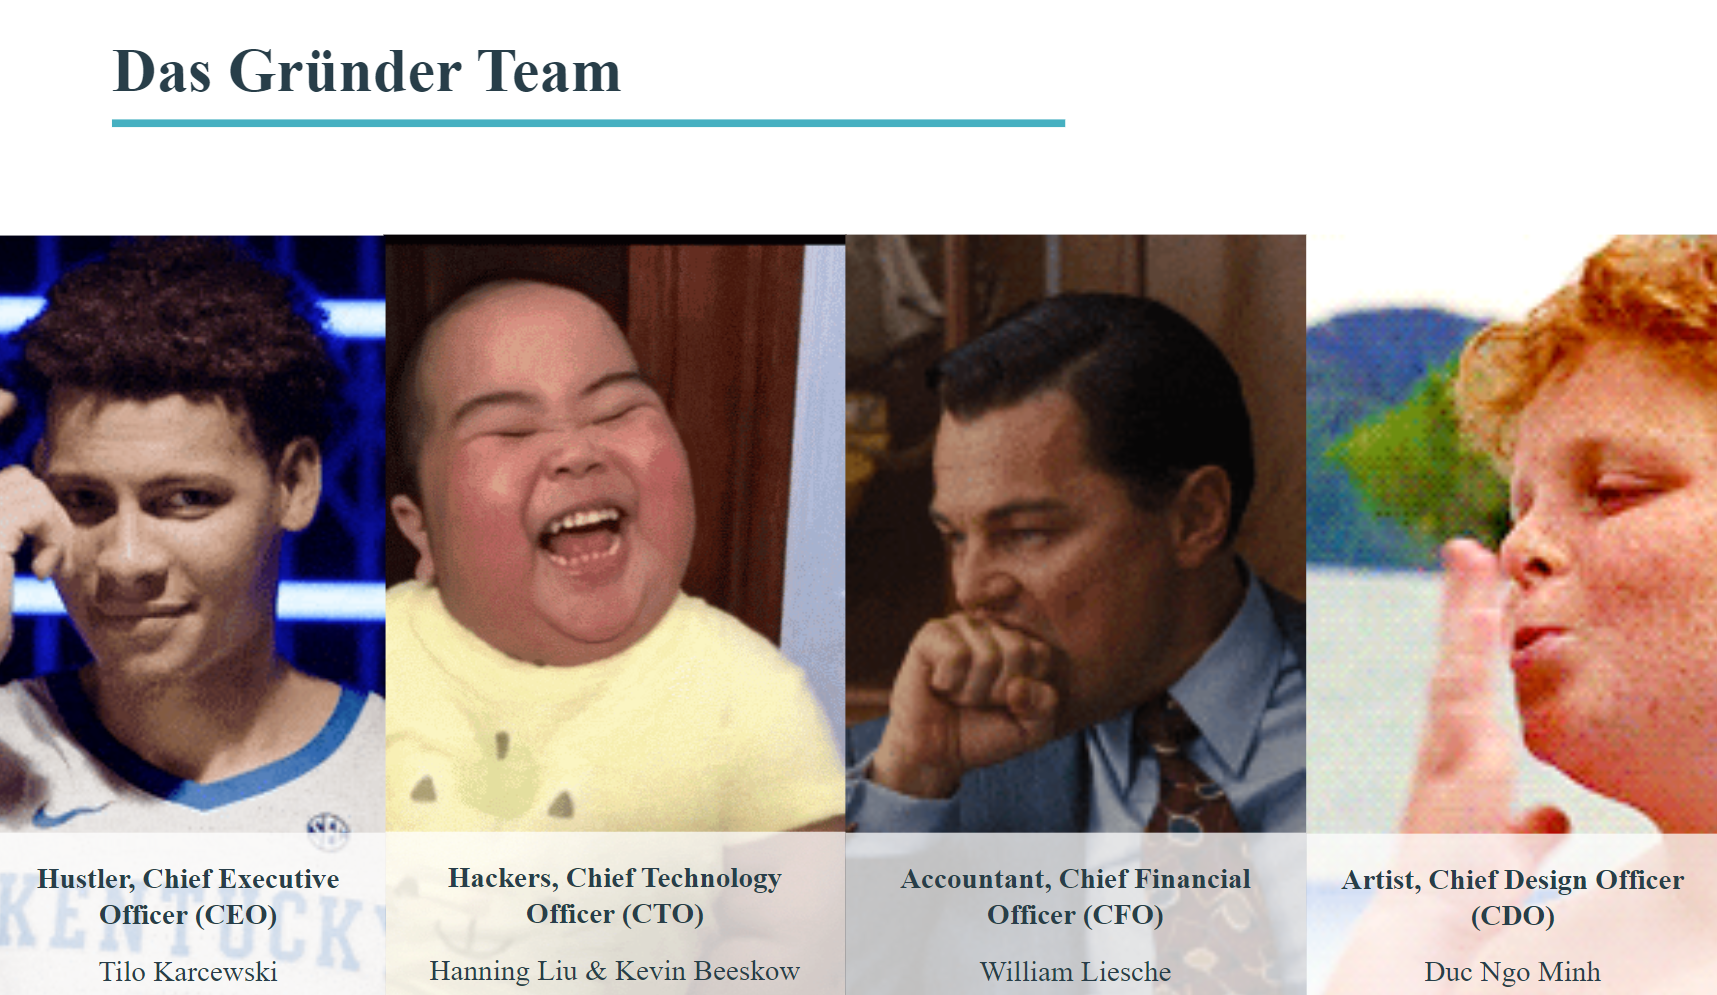 Das Gründer Team
Hustler, Chief Executive
Officer (CEO)
Tilo Karcewski
Hackers, Chief Technology
Officer (CTO)
Hanning Liu & Kevin Beeskow
Accountant, Chief Financial
Officer (CFO)
William Liesche
Artist, Chief Design Officer
(CDO)
Duc Ngo Minh
KENTUCKY